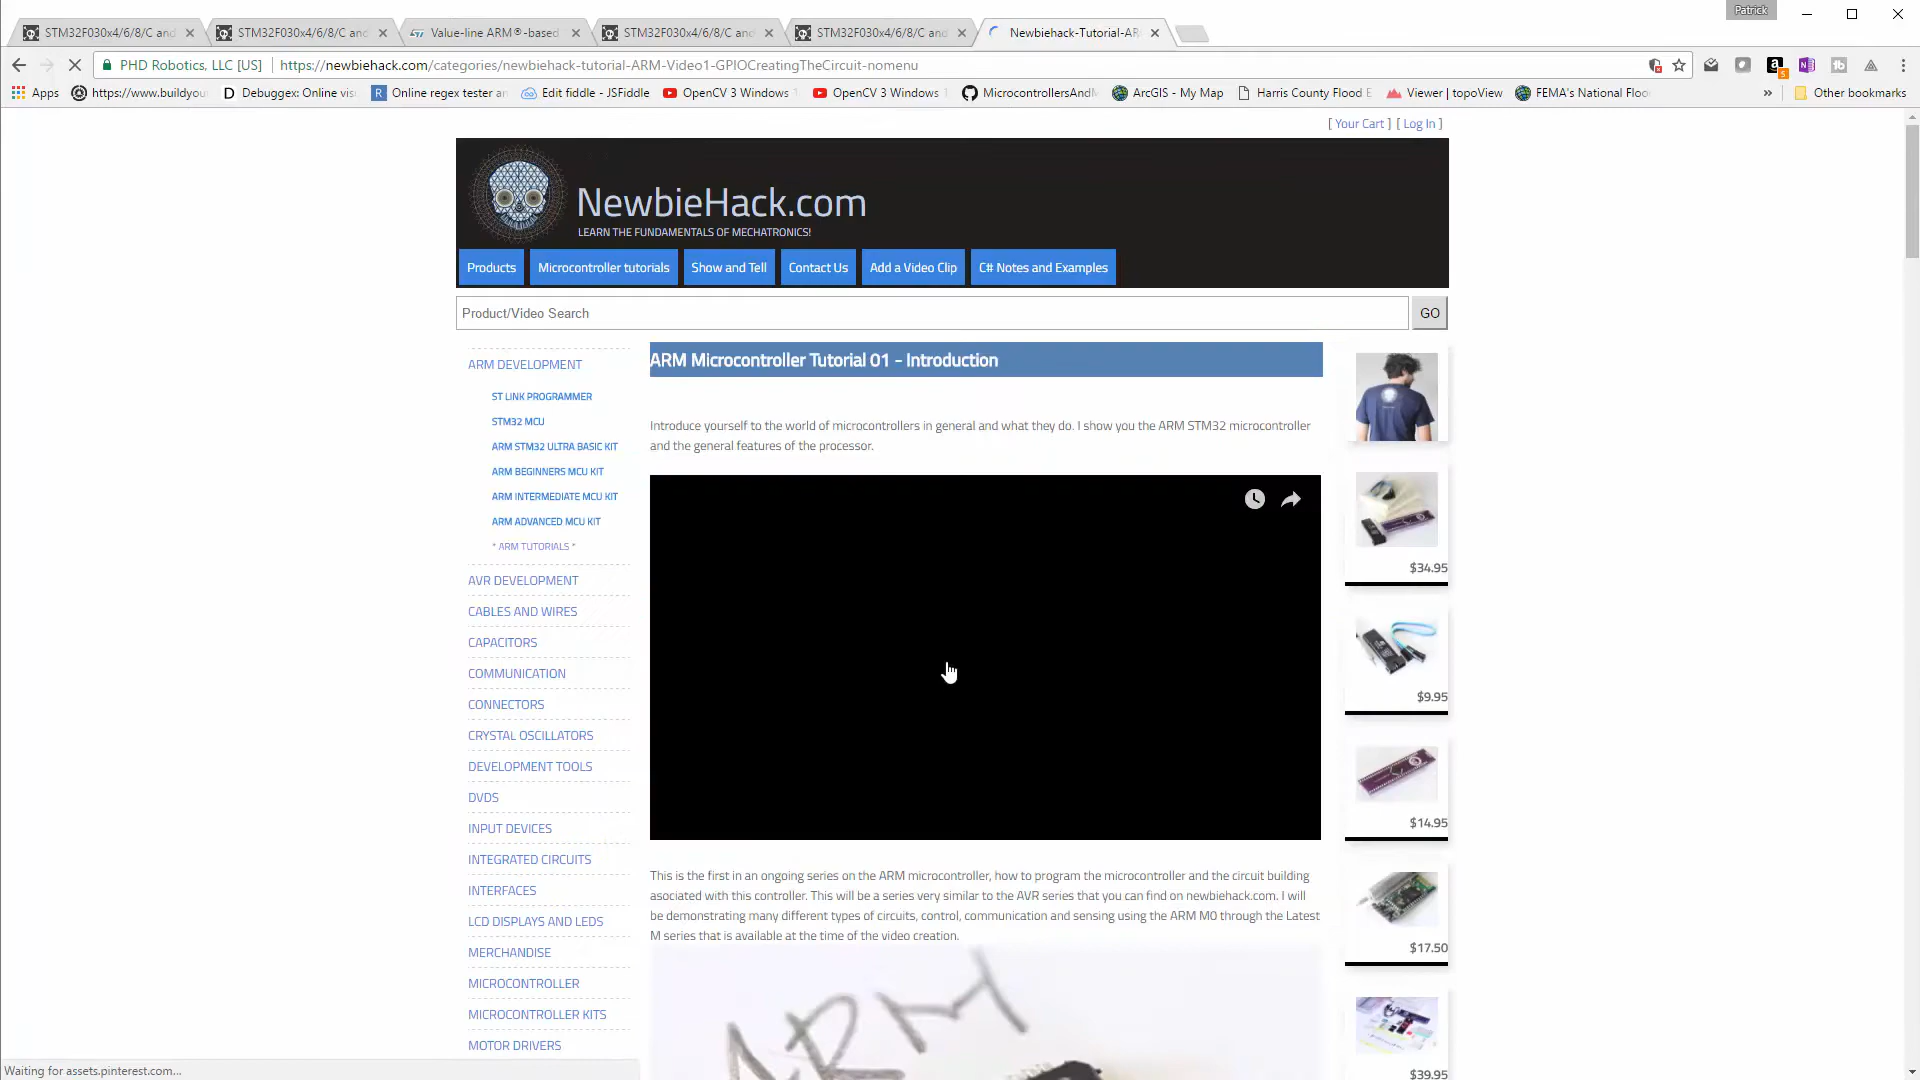 Patrick
STM32F030x4/6/8/C and
STM32F030x4/6/8/C and
Value-line ARM®-based
STM32F030x4/6/8/C and
STM32F030x4/6/8/C and
Newbiehack-Tutorial-AR
PHD Robotics, LLC [US]
https://newbiehack.com/categories/newbiehack-tutorial-ARM-Video1-GPIOCreatingTheCircuit-nomenu
Apps
https://www.buildyou
Debuggex: Online vis
Online regex tester an
Edit fiddle - JSFiddle
OpenCV 3 Windows 1
OpenCV 3 Windows
MicrocontrollersAndM
ArcGIS - My Map
Harris County Flood E
Viewer | topoView
FEMA's National Floo
»
Other bookmarks
[ Your Cart ] [ Log In ]
NewbieHack.com
LEARN THE FUNDAMENTALS OF MECHATRONICS!
Products
Microcontroller tutorials
Show and Tell
Contact Us
Add a Video Clip
C# Notes and Examples
Product/Video Search
GO
ARM DEVELOPMENT
ST LINK PROGRAMMER
STM32 MCU
ARM STM32 ULTRA BASIC KIT
ARM BEGINNERS MCU KIT
ARM INTERMEDIATE MCU KIT
ARM ADVANCED MCU KIT
* ARM TUTORIALS *
AVR DEVELOPMENT
CABLES AND WIRES
CAPACITORS
COMMUNICATION
CONNECTORS
CRYSTAL OSCILLATORS
DEVELOPMENT TOOLS
DVDS
INPUT DEVICES
INTEGRATED CIRCUITS
INTERFACES
LCD DISPLAYS AND LEDS
MERCHANDISE
MICROCONTROLLER
MICROCONTROLLER KITS
MOTOR DRIVERS
ARM Microcontroller Tutorial 01 - Introduction
Introduce yourself to the world of microcontrollers in general and what they do. I show you the ARM STM32 microcontroller
and the general features of the processor.
This is the first in an ongoing series on the ARM microcontroller, how to program the microcontroller and the circuit building
asociated with this controller. This will be a series very similar to the AVR series that you can find on newbiehack.com. I will
be demonstrating many different types of circuits, control, communication and sensing using the ARM M0 through the Latest
M series that is available at the time of the video creation.
ARM
$34.95
$9.95
$14.95
$17.50
$39.95
Waiting for assets.pinterest.com...